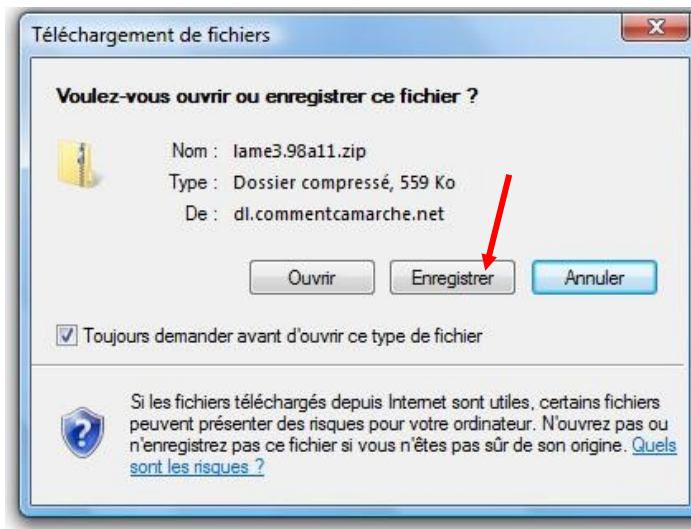 Téléchargement de fichiers
Voulez-vous ouvrir ou enregistrer ce fichier ?
Nom : lame3.98a11.zip
Type : Dossier compressé, 559 Ko
De : dl.commentcamarche.net
Ouvrir Enregistrer Annuler
Toujours demander avant d'ouvrir ce type de fichier
Si les fichiers téléchargés depuis Internet sont utiles, certains fichiers
peuvent présenter des risques pour votre ordinateur. N'ouvrez pas ou
n'enregistrez pas ce fichier si vous n'êtes pas sûr de son origine. Quels
sont les risques ?